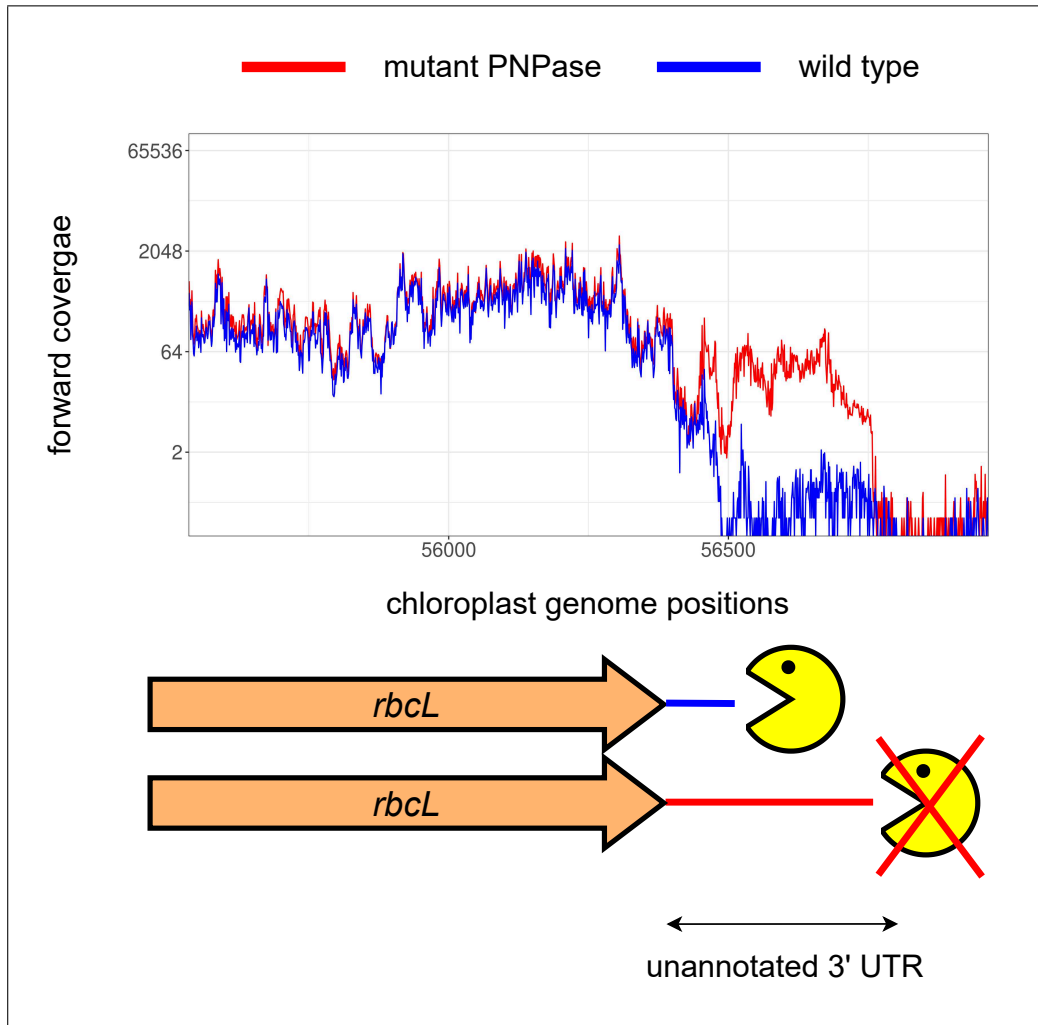 mutant PNPase wild type
65536
2048
64
2
forward covergae
56000 56500
chloroplast genome positions
rbcL
rbcL
unannotated 3' UTR